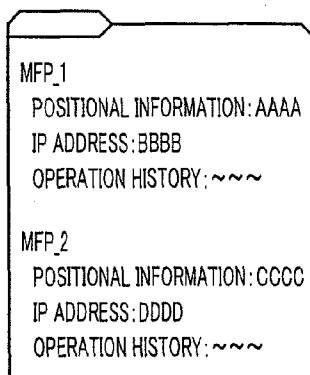 MFP_1
POSITIONAL INFORMATION:AAAA
IP ADDRESS:BBBB
OPERATION HISTORY:~~~
MFP_2
POSITIONAL INFORMATION:CCCC
IP ADDRESS:DDDD
OPERATION HISTORY:~~~